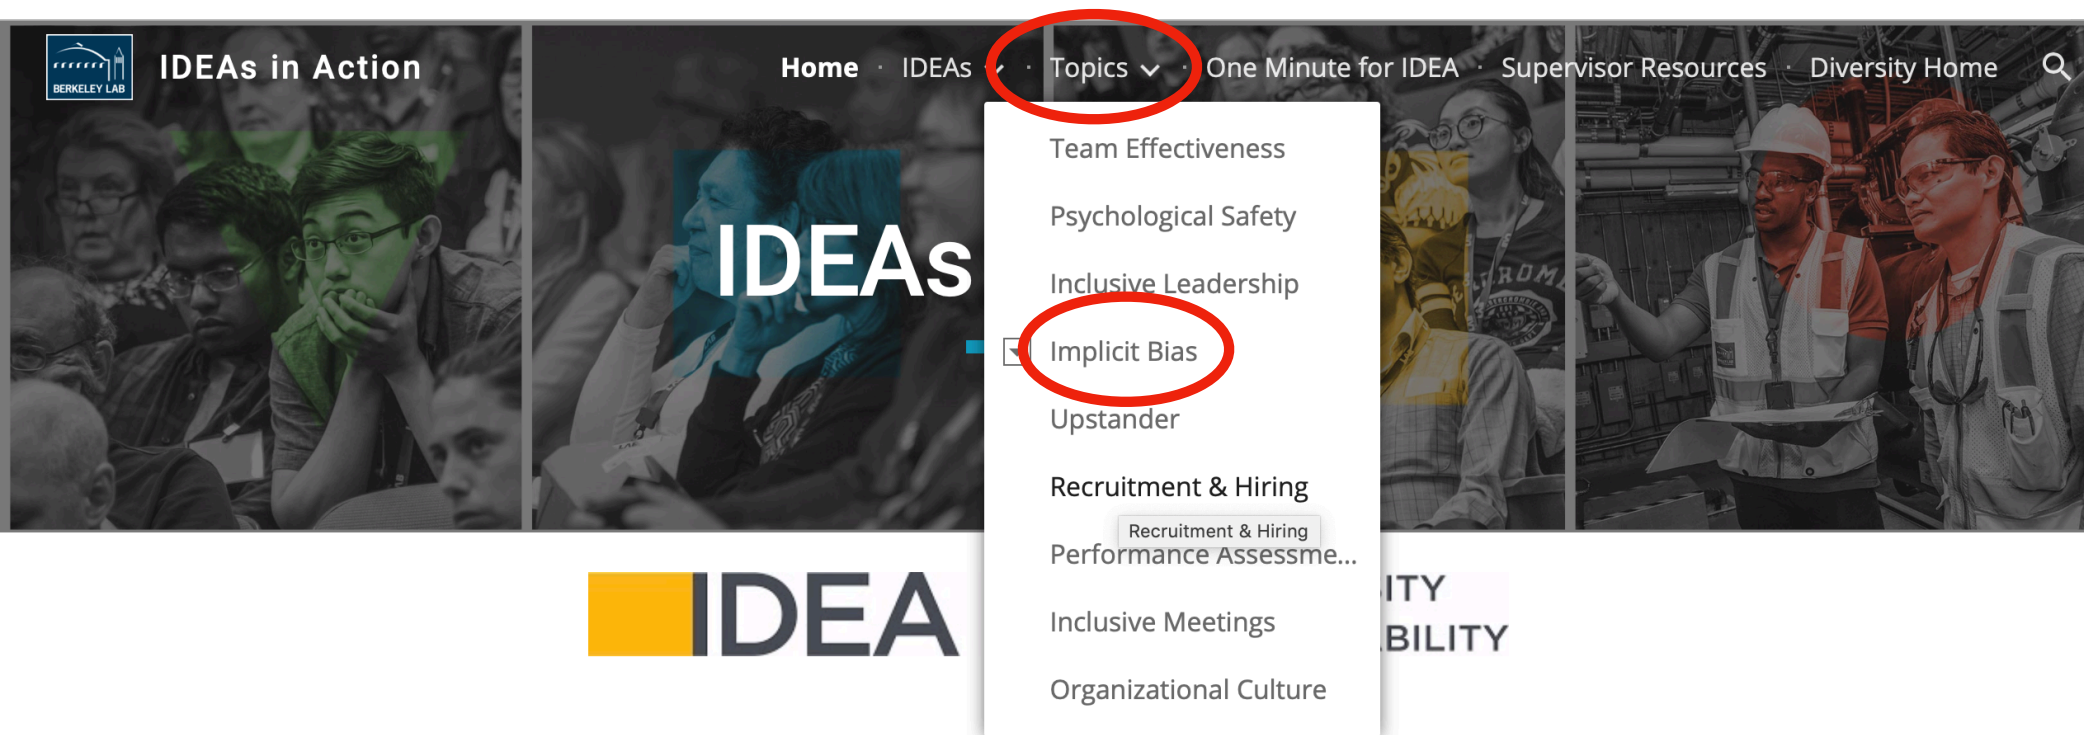 BERKELEY LAB
IDEAs in Action
Home · IDEAs · Topics · One Minute for IDEA · Supervisor Resources · Diversity Home
Team Effectiveness
Psychological Safety
Inclusive Leadership
IDEAs
Implicit Bias
Upstander
Recruitment & Hiring
Recruitment & Hiring
Performance Assessme...
IDEA
ITY
BILITY
Inclusive Meetings
Organizational Culture